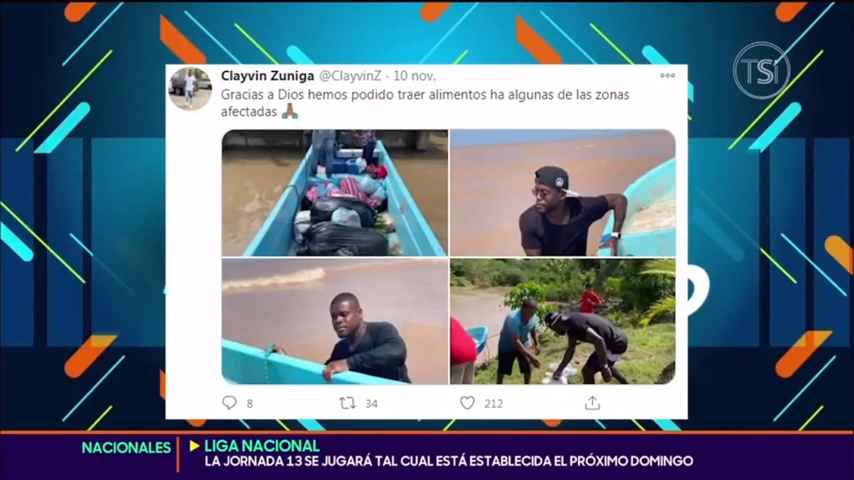 TSi
Clayvin Zuniga @ClayvinZ · 10 nov.
Gracias a Dios hemos podido traer alimentos ha algunas de las zonas
afectadas
8 34 212
NACIONALES
LIGA NACIONAL
LA JORNADA 13 SE JUGARÁ TAL CUAL ESTÁ ESTABLECIDA EL PRÓXIMO DOMINGO